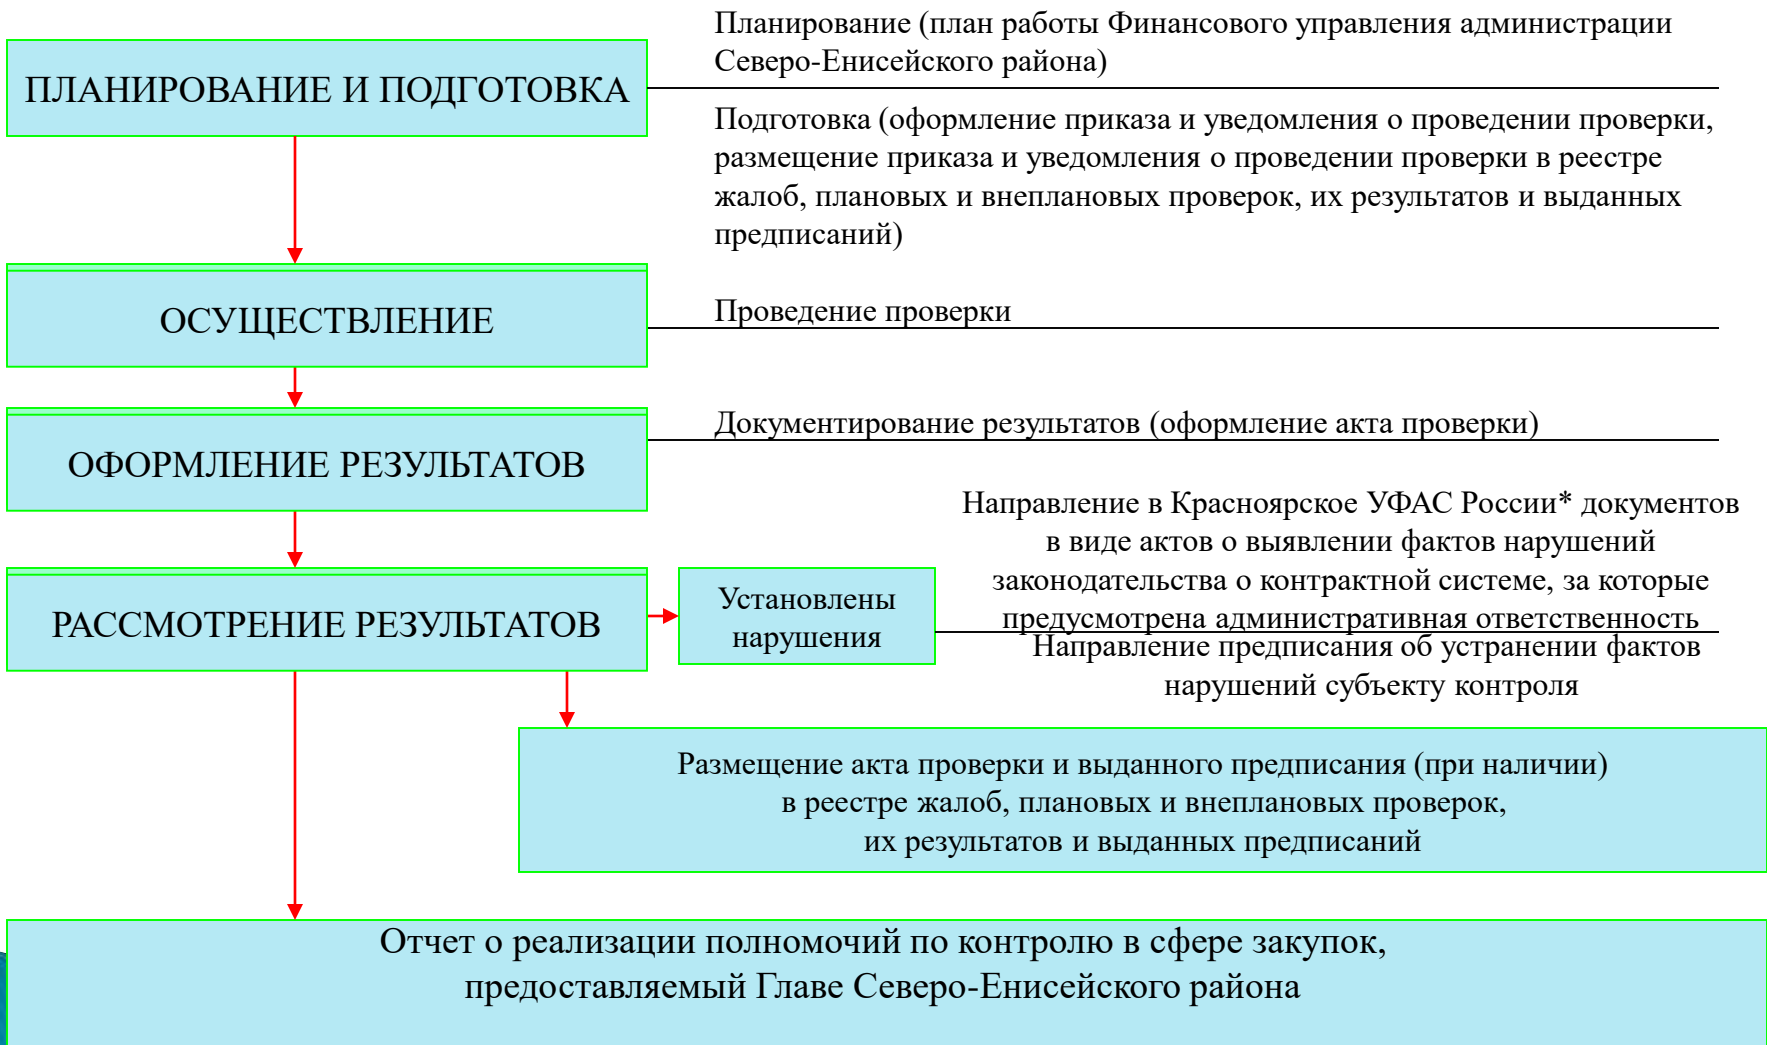 Планирование (план работы Финансового управления администрации
Северо-Енисейского района)
ПЛАНИРОВАНИЕ И ПОДГОТОВКА
Подготовка (оформление приказа и уведомления о проведении проверки,
размещение приказа и уведомления о проведении проверки в реестре
жалоб, плановых и внеплановых проверок, их результатов и выданных
предписаний)
ОСУЩЕСТВЛЕНИЕ
Проведение проверки
ОФОРМЛЕНИЕ РЕЗУЛЬТАТОВ
Документирование результатов (оформление акта проверки)
РАССМОТРЕНИЕ РЕЗУЛЬТАТОВ
Установлены
нарушения
Направление в Красноярское УФАС России* документов
в виде актов о выявлении фактов нарушений
законодательства о контрактной системе, за которые
предусмотрена административная ответственность
Направление предписания об устранении фактов
нарушений субъекту контроля
Размещение акта проверки и выданного предписания (при наличии)
в реестре жалоб, плановых и внеплановых проверок,
их результатов и выданных предписаний
Отчет о реализации полномочий по контролю в сфере закупок,
предоставляемый Главе Северо-Енисейского района